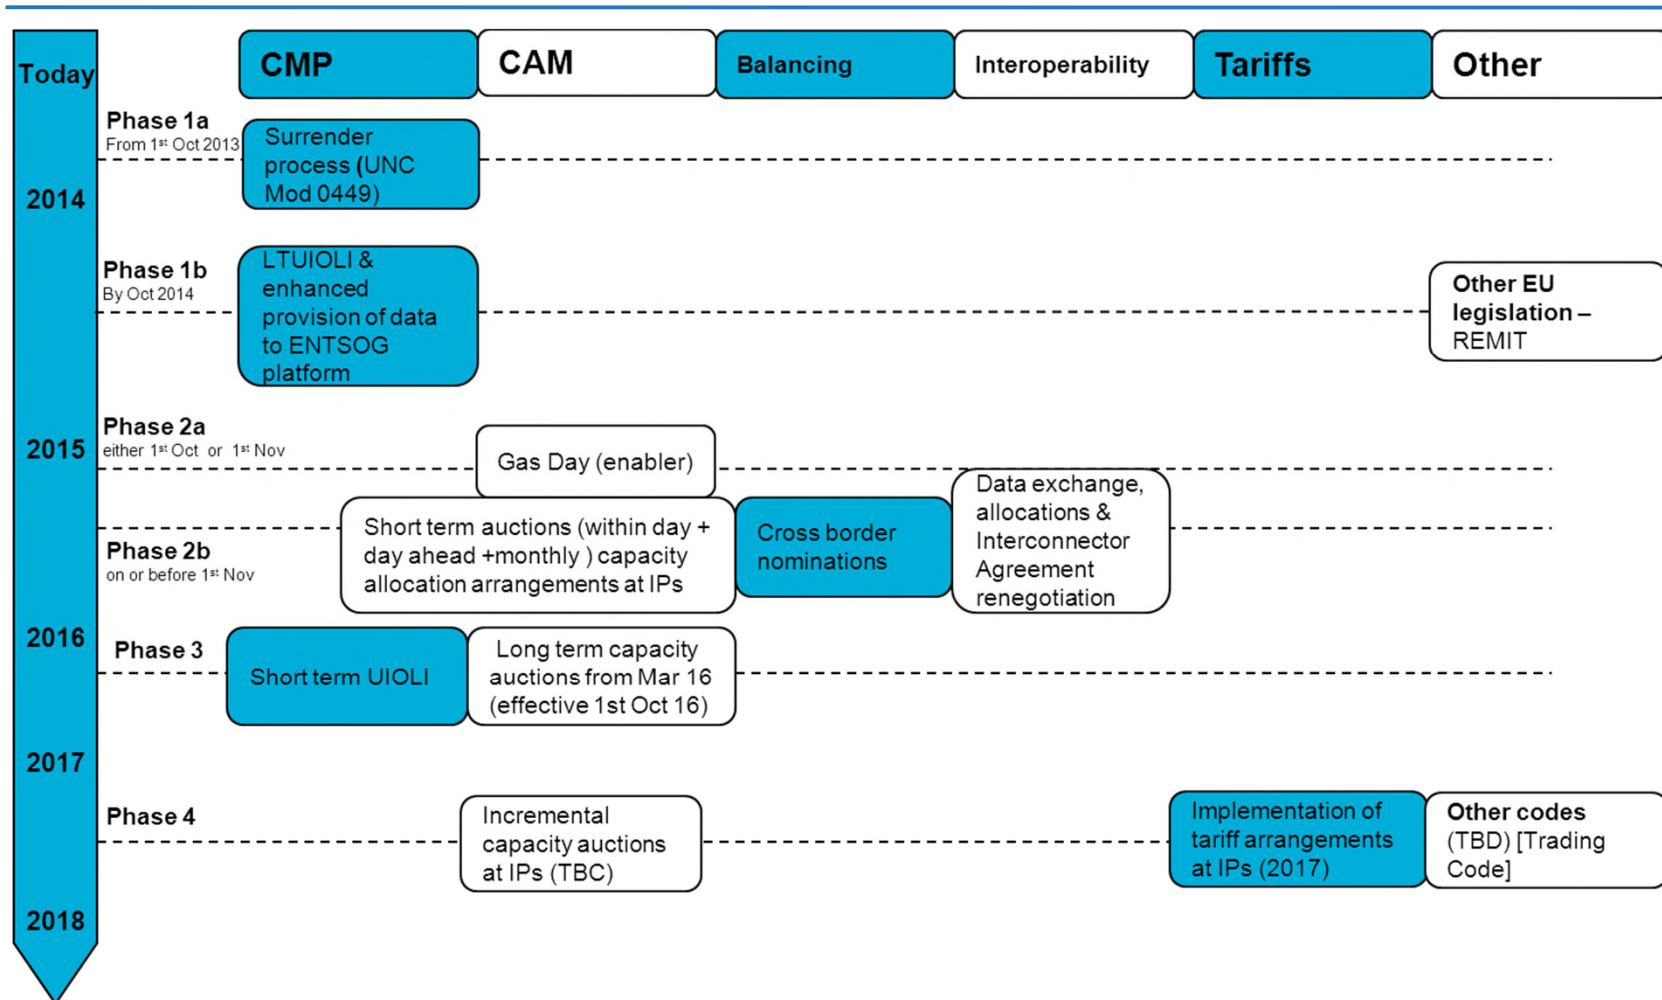 Today
CMP
CAM
Balancing
Interoperability
Tariffs
Other
Phase 1a
From 1st Oct 2013
Surrender
process (UNC
Mod 0449)
2014
Phase 1b
By Oct 2014
LTUIOLI &
enhanced
provision of data
to ENTSOG
platform
Other EU
legislation –
REMIT
Phase 2a
either 1st Oct or 1st Nov
2015
Gas Day (enabler)
Phase 2b
on or before 1st Nov
Short term auctions (within day +
day ahead +monthly ) capacity
allocation arrangements at IPs
Cross border
nominations
Data exchange,
allocations &
Interconnector
Agreement
renegotiation
2016
Phase 3
Short term UIOLI
Long term capacity
auctions from Mar 16
(effective 1st Oct 16)
2017
Phase 4
Incremental
capacity auctions
at IPs (TBC)
Implementation of
tariff arrangements
at IPs (2017)
Other codes
(TBD) [Trading
Code]
2018